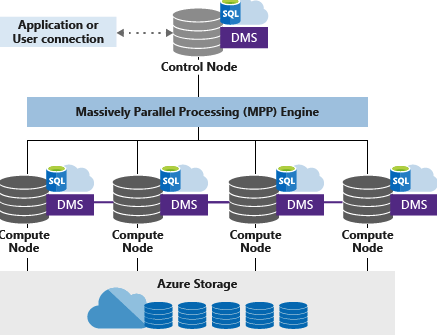 Application or
User connection
SQL
DMS
Control Node
Massively Parallel Processing (MPP) Engine
SQL
DMS
SQL
DMS
SQL
DMS
SQL
DMS
Compute
Node
Compute
Node
Compute
Node
Compute
Node
Azure Storage